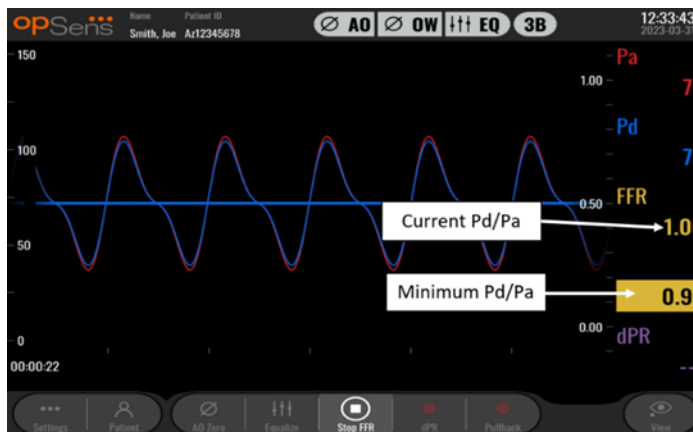 opSens
Name
Patient ID
Smith, Joe
Az12345678
AO
OW
EQ
3B
12:33:43
2023-03-31
150
100
50
0
1.00
0.50
0.00
Pa
7
Pd
7
FFR
Current Pd/Pa
1.0
Minimum Pd/Pa
0.9
dPR
--
00:00:22
Settings
Patient
AO Zero
Equalize
Stop FFR
dPR
Pullback
View